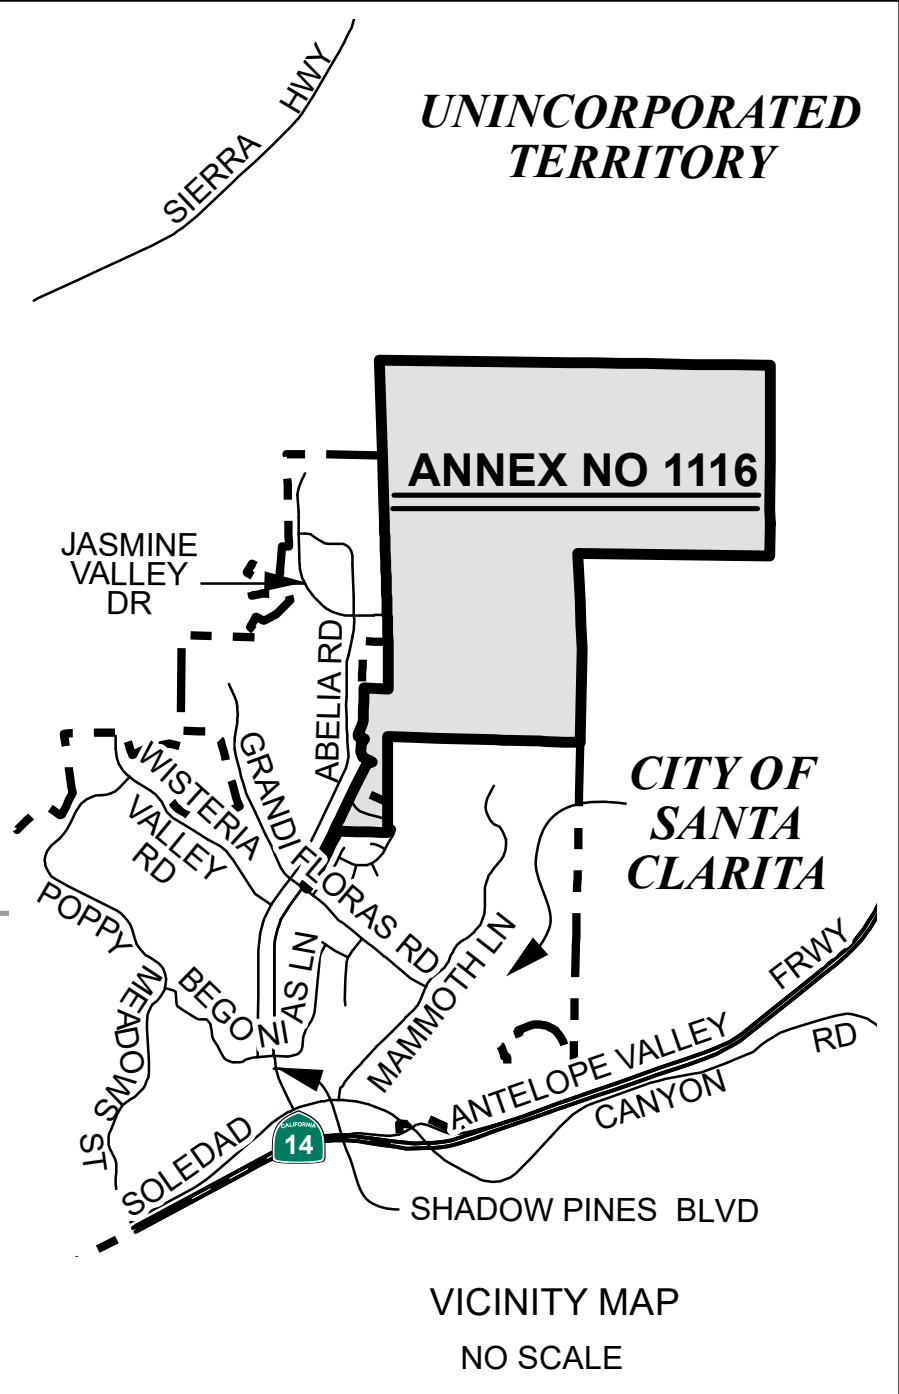 SIERRA HWY
UNINCORPORATED
TERRITORY
ANNEX NO 1116
JASMINE
VALLEY
DR
ABELIA RD
GRANDIFLORAS RD
WISTERIA
VALLEY
RD
CITY OF
SANTA
CLARITA
POPPY MEADOWS ST
BEGONIAS LN
MAMMOTH LN
ANTELOPE VALLEY FRWY
SOLEDAD CANYON RD
CALIFORNIA
14
SHADOW PINES BLVD
VICINITY MAP
NO SCALE